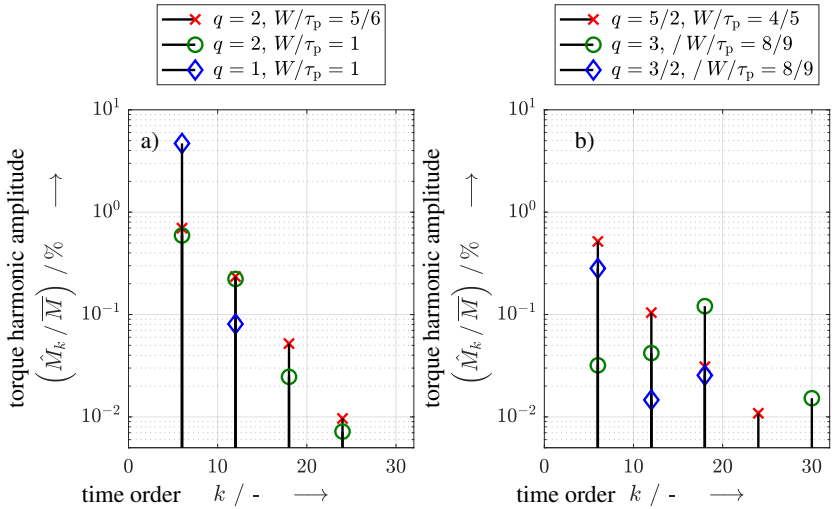 q = 2, W/τp = 5/6
q = 2, W/τp = 1
q = 1, W/τp = 1
q = 5/2, W/τp = 4/5
q = 3, / W/τp = 8/9
q = 3/2, / W/τp = 8/9
a)
torque harmonic amplitude
(M̂k / M̅) / % ⟶
10^1
10^0
10^−1
10^−2
0 10 20 30
time order k / - ⟶
b)
torque harmonic amplitude
(M̂k / M̅) / % ⟶
10^1
10^0
10^−1
10^−2
0 10 20 30
time order k / - ⟶